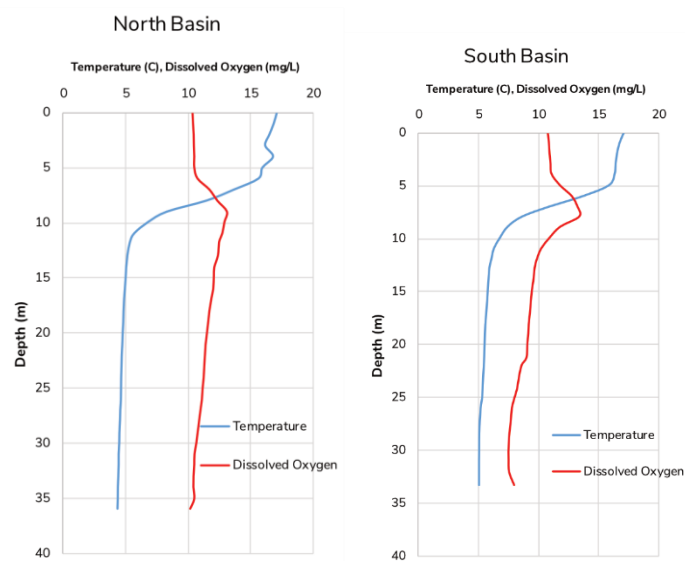 North Basin
Temperature (C), Dissolved Oxygen (mg/L)
0 5 10 15 20
0
5
10
15
20
25
30
35
40
Depth (m)
Temperature
Dissolved Oxygen
South Basin
Temperature (C), Dissolved Oxygen (mg/L)
0 5 10 15 20
0
5
10
15
20
25
30
35
40
Depth (m)
Temperature
Dissolved Oxygen